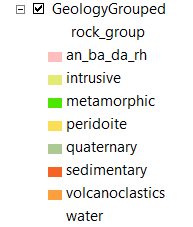 GeologyGrouped
rock_group
an_ba_da_rh
intrusive
metamorphic
peridoite
quaternary
sedimentary
volcanoclastics
water